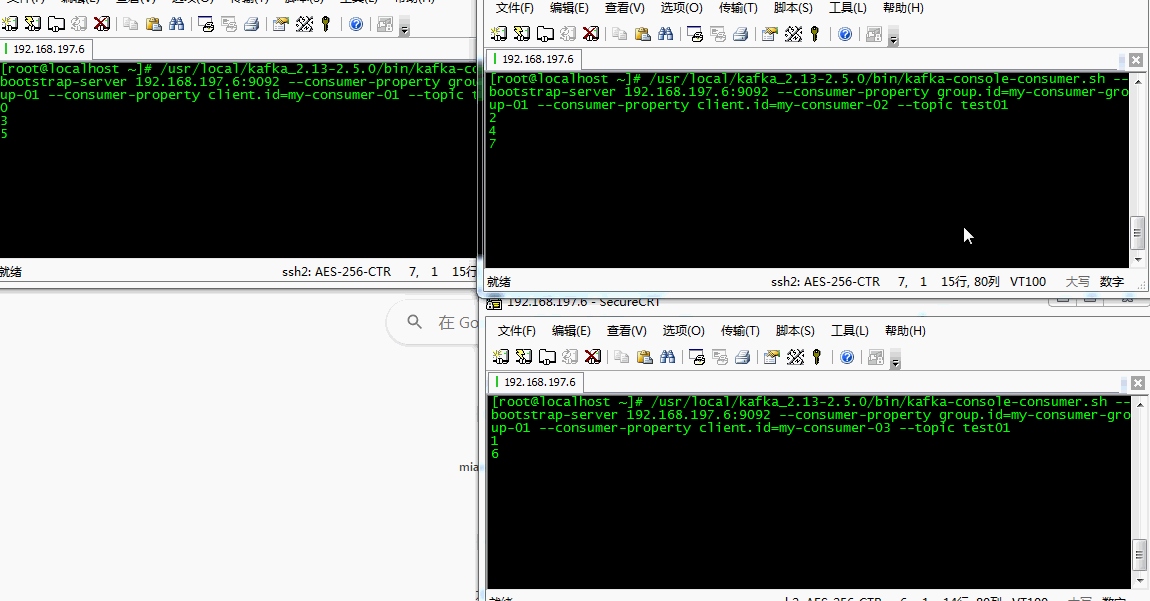 192.168.197.6
[root@localhost ~]# /usr/local/kafka_2.13-2.5.0/bin/kafka-co
bootstrap-server 192.168.197.6:9092 --consumer-property grou
up-01 --consumer-property client.id=my-consumer-01 --topic t
0
3
5
就绪 ssh2: AES-256-CTR 7, 1 15行
在 Go
mia
文件(F) 编辑(E) 查看(V) 选项(O) 传输(T) 脚本(S) 工具(L) 帮助(H)
192.168.197.6
[root@localhost ~]# /usr/local/kafka_2.13-2.5.0/bin/kafka-console-consumer.sh --
bootstrap-server 192.168.197.6:9092 --consumer-property group.id=my-consumer-gro
up-01 --consumer-property client.id=my-consumer-02 --topic test01
2
4
7
就绪 ssh2: AES-256-CTR 7, 1 15行, 80列 VT100 大写 数字
192.168.197.6 - SecureCRT
文件(F) 编辑(E) 查看(V) 选项(O) 传输(T) 脚本(S) 工具(L) 帮助(H)
192.168.197.6
[root@localhost ~]# /usr/local/kafka_2.13-2.5.0/bin/kafka-console-consumer.sh --
bootstrap-server 192.168.197.6:9092 --consumer-property group.id=my-consumer-gro
up-01 --consumer-property client.id=my-consumer-03 --topic test01
1
6